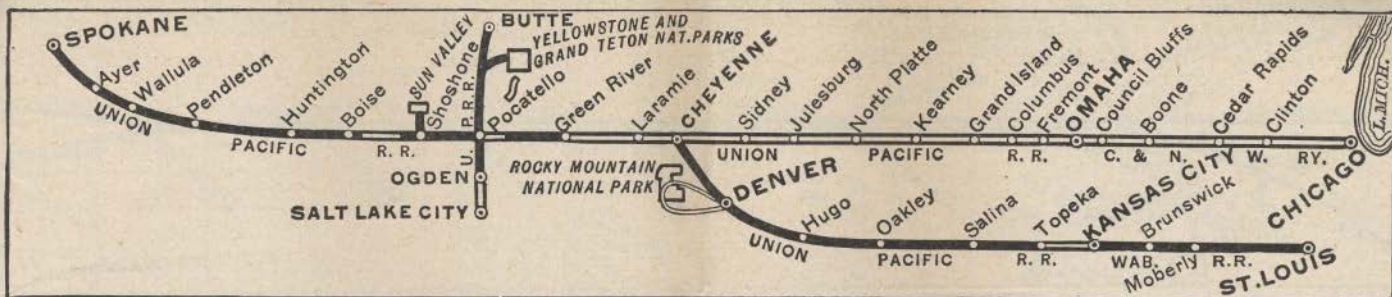 SPOKANE
Ayer
Wallula
UNION
Pendleton
Huntington
PACIFIC
Boise
R. R.
SUN VALLEY
Shoshone
BUTTE
YELLOWSTONE AND
GRAND TETON NAT. PARKS
U. P. R. R.
Pocatello
OGDEN
SALT LAKE CITY
Green River
Laramie
CHEYENNE
ROCKY MOUNTAIN
NATIONAL PARK
DENVER
Sidney
UNION
Julesburg
North Platte
PACIFIC
Kearney
Grand Island
Columbus
R. R.
Fremont
OMAHA
Council Bluffs
C. & N. W. RY.
Boone
Cedar Rapids
Clinton
L. MICH.
CHICAGO
UNION
Hugo
Oakley
PACIFIC
Salina
Topeka
R. R.
KANSAS CITY
WAB. R.R.
Brunswick
Moberly
ST. LOUIS